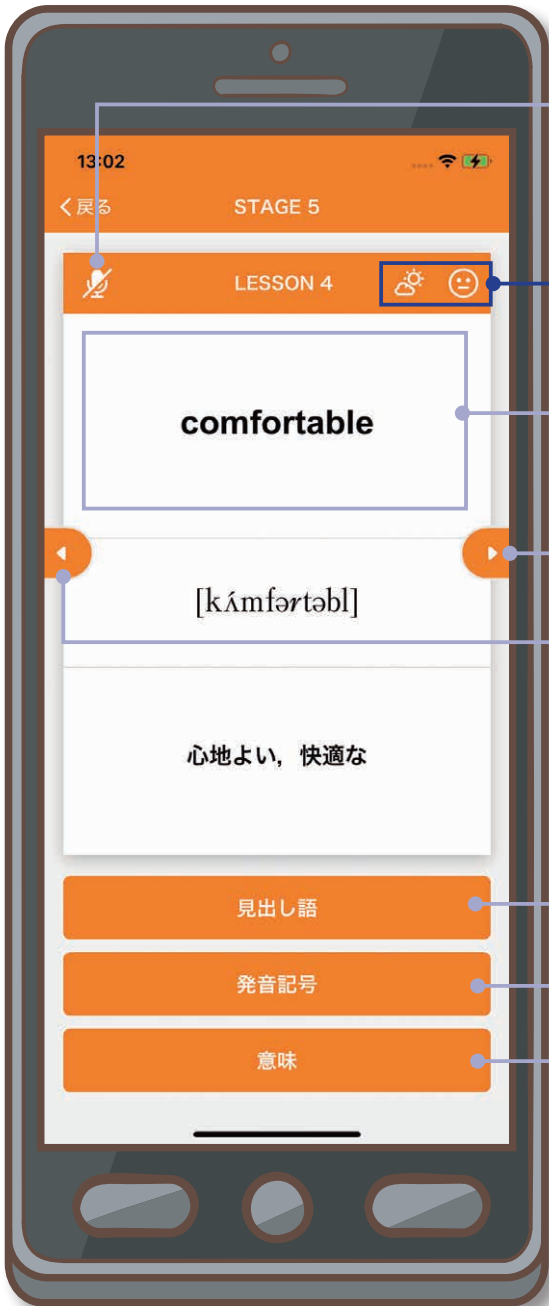 13:02
戻る
STAGE 5
LESSON 4
comfortable
[kʌ́mfərtəbl]
心地よい，快適な
見出し語
発音記号
意味